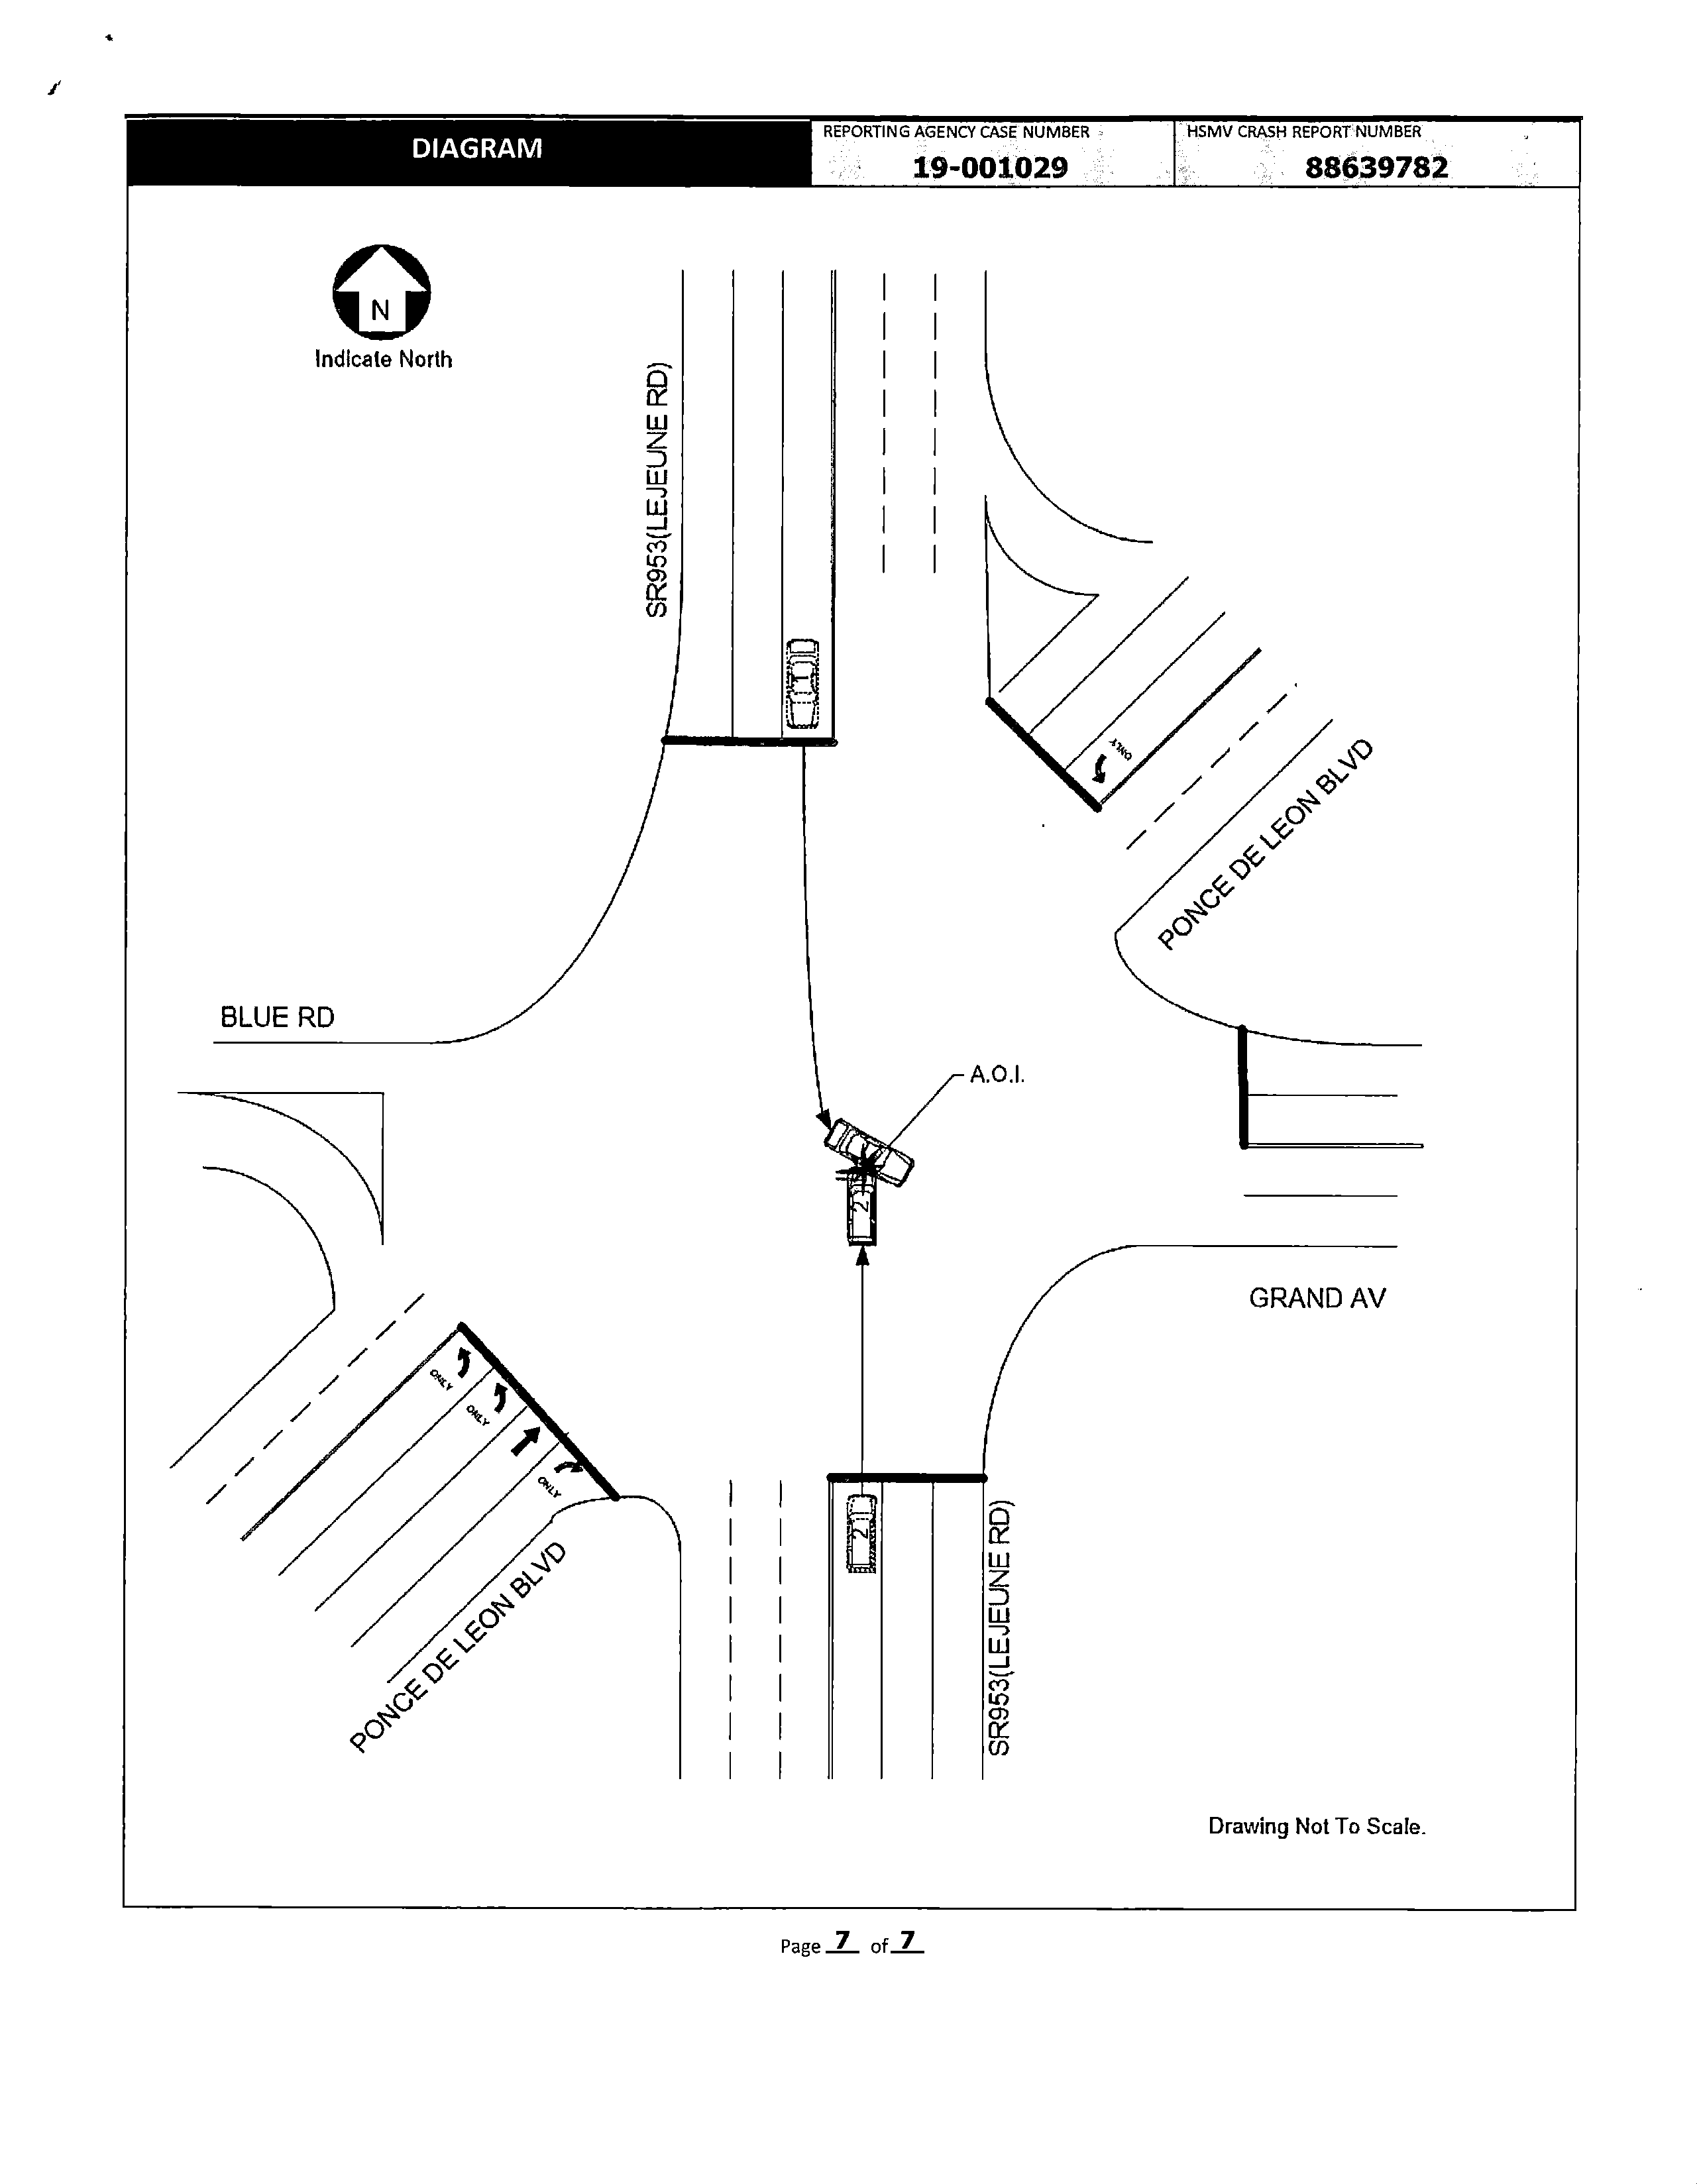 DIAGRAM
REPORTING AGENCY CASE NUMBER
19-001029
HSMV CRASH REPORT NUMBER
88639782
N
Indicate North
SR953(LEJEUNE RD)
1
ONLY
PONCE DE LEON BLVD
BLUE RD
A.O.I.
2
GRAND AV
ONLY
ONLY
ONLY
2
PONCE DE LEON BLVD
SR953(LEJEUNE RD)
Drawing Not To Scale.
Page 7 of 7